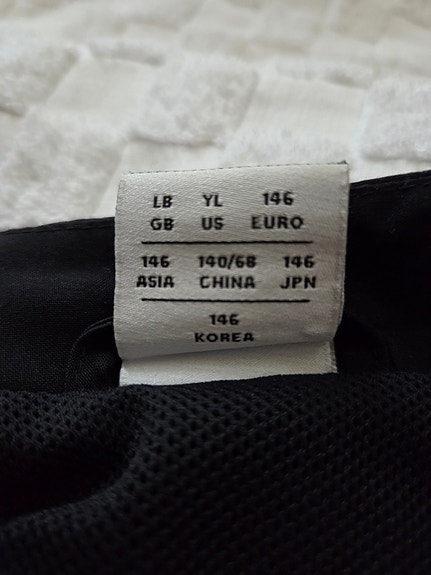 LB YL 146
GB US EURO
146 140/68 146
ASIA CHINA JPN
146
KOREA